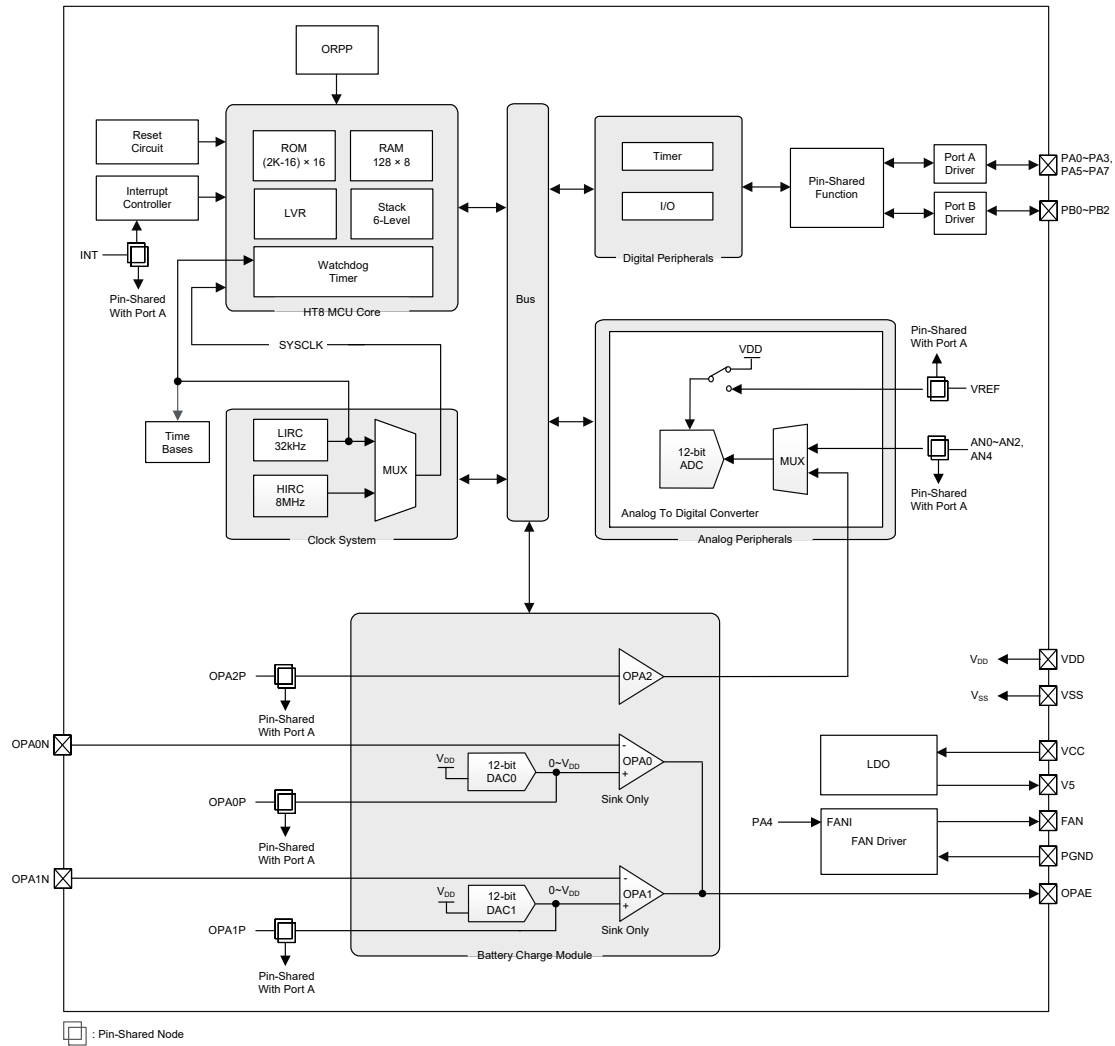 ORPP
Reset
Circuit
Interrupt
Controller
INT
Pin-Shared
With Port A
ROM
(2K-16) × 16
RAM
128 × 8
LVR
Stack
6-Level
Watchdog
Timer
HT8 MCU Core
SYSCLK
Time
Bases
LIRC
32kHz
HIRC
8MHz
MUX
Clock System
Bus
Timer
I/O
Digital Peripherals
Pin-Shared
Function
Port A
Driver
Port B
Driver
PA0~PA3,
PA5~PA7
PB0~PB2
VDD
12-bit
ADC
MUX
Analog To Digital Converter
Analog Peripherals
Pin-Shared
With Port A
VREF
AN0~AN2,
AN4
Pin-Shared
With Port A
OPA2P
Pin-Shared
With Port A
OPA2
OPA0N
VDD
12-bit
DAC0
0~VDD
-
OPA0
+
Sink Only
OPA0P
Pin-Shared
With Port A
OPA1N
VDD
12-bit
DAC1
0~VDD
-
OPA1
+
Sink Only
OPA1P
Pin-Shared
With Port A
Battery Charge Module
VDD
VDD
VSS
VSS
LDO
VCC
V5
PA4
FANI
FAN Driver
FAN
PGND
OPAE
: Pin-Shared Node